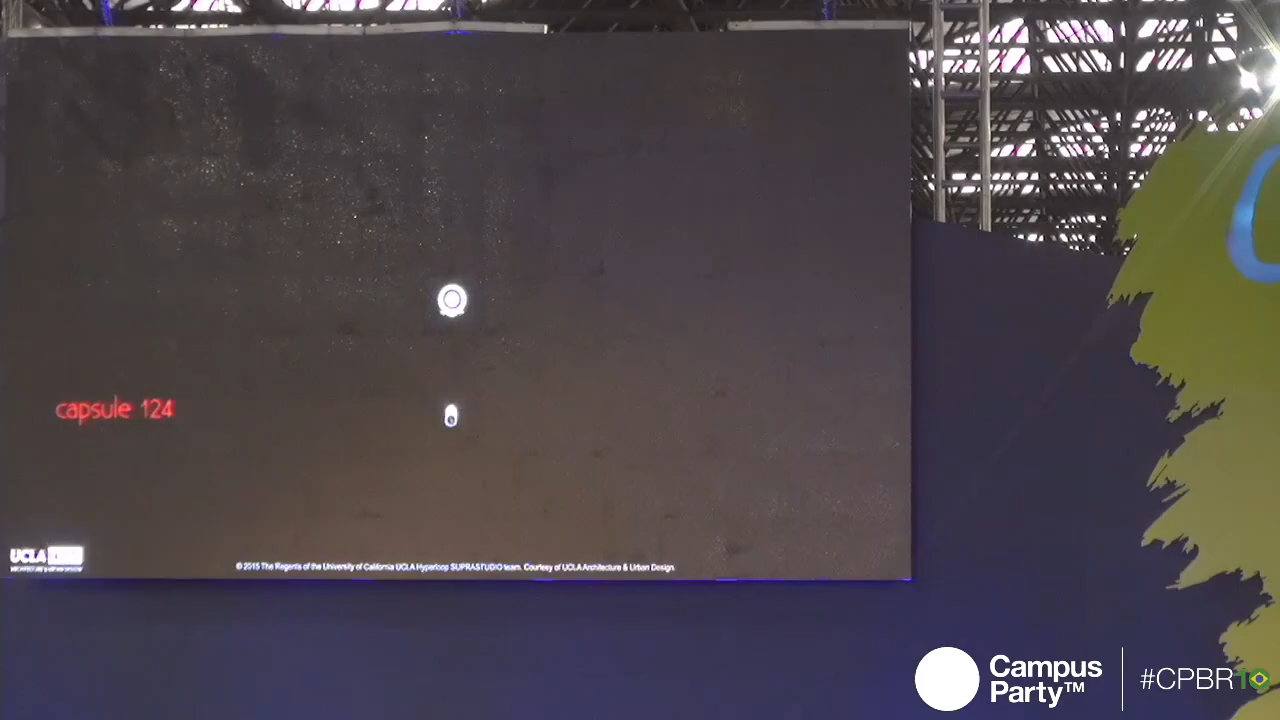 capsule 124
UCLA
© 2015 The Regents of the University of California UCLA Hyperloop SUPRASTUDIO team. Courtesy of UCLA Architecture & Urban Design.
Campus
Party™
#CPBR10